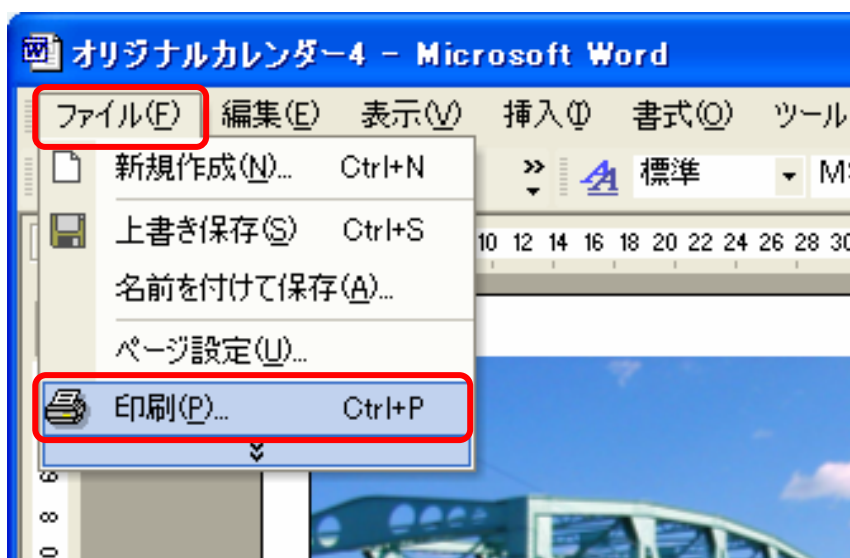 オリジナルカレンダー4 - Microsoft Word
ファイル(F) 編集(E) 表示(V) 挿入(I) 書式(O) ツール
新規作成(N)... Ctrl+N
標準
上書き保存(S) Ctrl+S
10 12 14 16 18 20 22 24 26 28 30
名前を付けて保存(A)...
ページ設定(U)...
印刷(P)... Ctrl+P
8